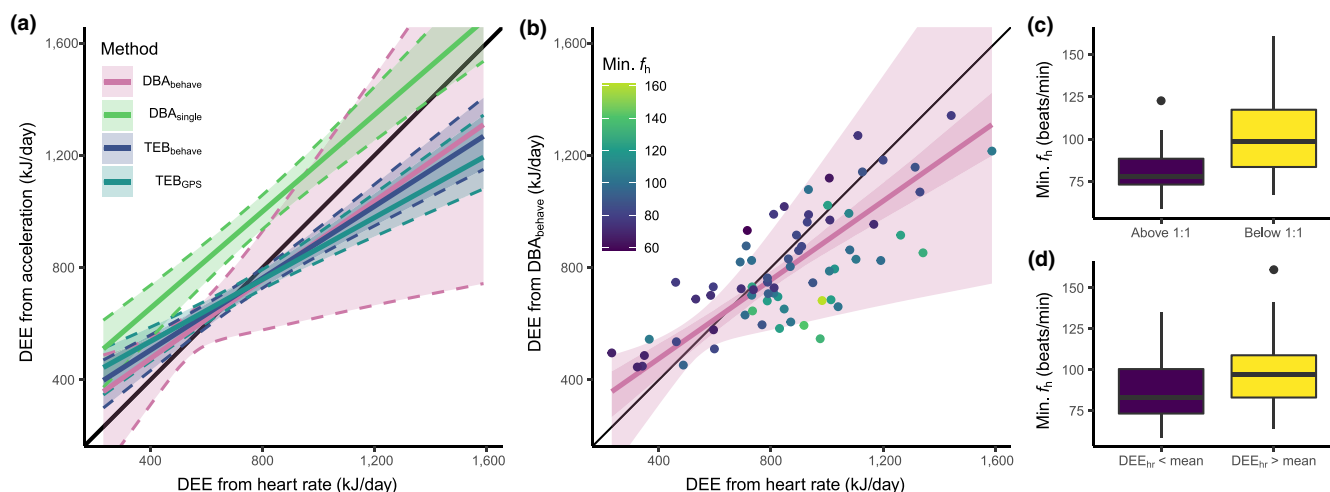 (a)
1,600
1,200
800
400
DEE from acceleration (kJ/day)
Method
DBAbehave
DBAsingle
TEBbehave
TEBGPS
400
800
1,200
1,600
DEE from heart rate (kJ/day)
(b)
1,600
1,200
800
400
DEE from DBAbehave (kJ/day)
Min. fh
160
140
120
100
80
60
400
800
1,200
1,600
DEE from heart rate (kJ/day)
(c)
150
125
100
75
Min. fh (beats/min)
Above 1:1
Below 1:1
(d)
150
125
100
75
Min. fh (beats/min)
DEEhr < mean
DEEhr > mean